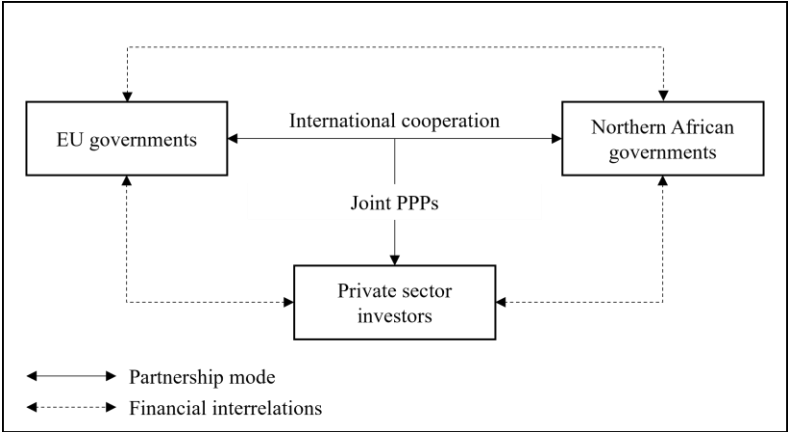 International cooperation
EU governments
Northern African
governments
Joint PPPs
Private sector
investors
Partnership mode
Financial interrelations